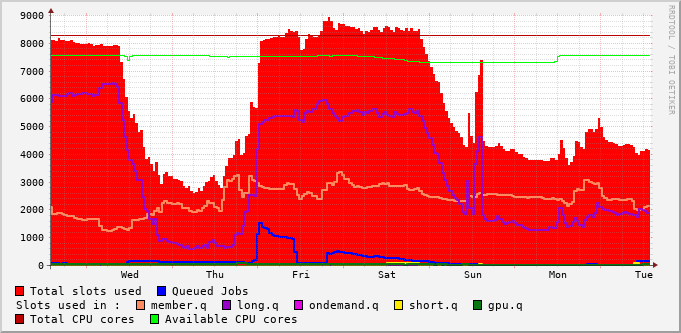 RRDTOOL / TOBI OETIKER
9000
8000
7000
6000
5000
4000
3000
2000
1000
0
Wed Thu Fri Sat Sun Mon Tue
Total slots used Queued Jobs
Slots used in : member.q long.q ondemand.q short.q gpu.q
Total CPU cores Available CPU cores